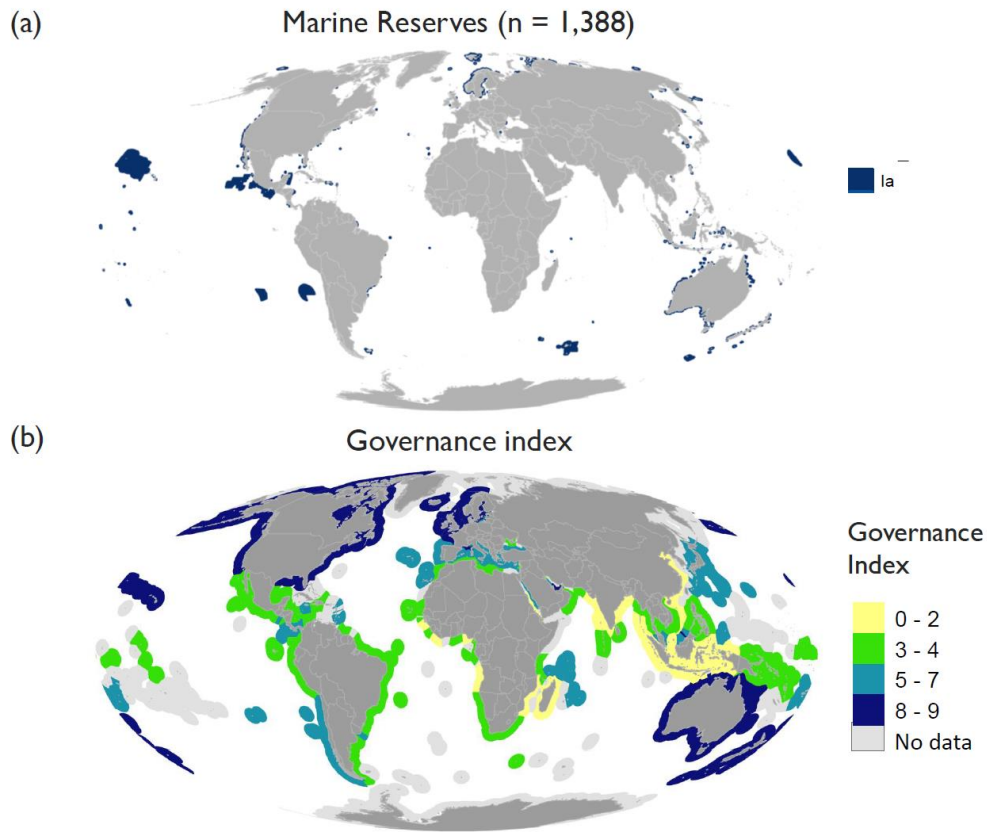 (a)
Marine Reserves (n = 1,388)
Ia
(b)
Governance index
Governance
Index
0 - 2
3 - 4
5 - 7
8 - 9
No data